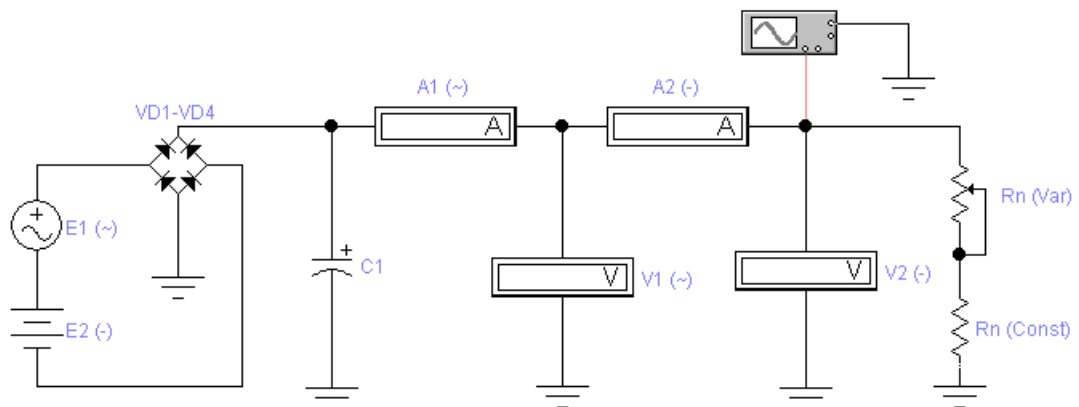 A1 (~)
A2 (-)
VD1-VD4
A
A
Rn (Var)
+
E1 (~)
+
C1
V
V1 (~)
V
V2 (-)
E2 (-)
Rn (Const)